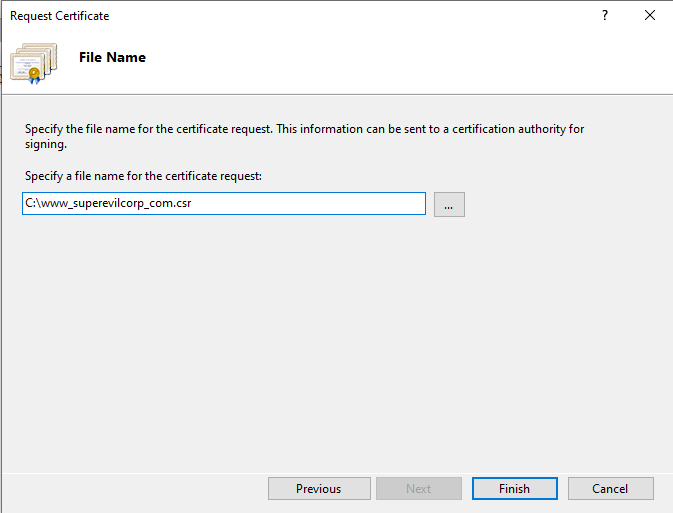 Request Certificate
?
File Name
Specify the file name for the certificate request. This information can be sent to a certification authority for
signing.
Specify a file name for the certificate request:
C:\www_superevilcorp_com.csr
...
Previous
Next
Finish
Cancel